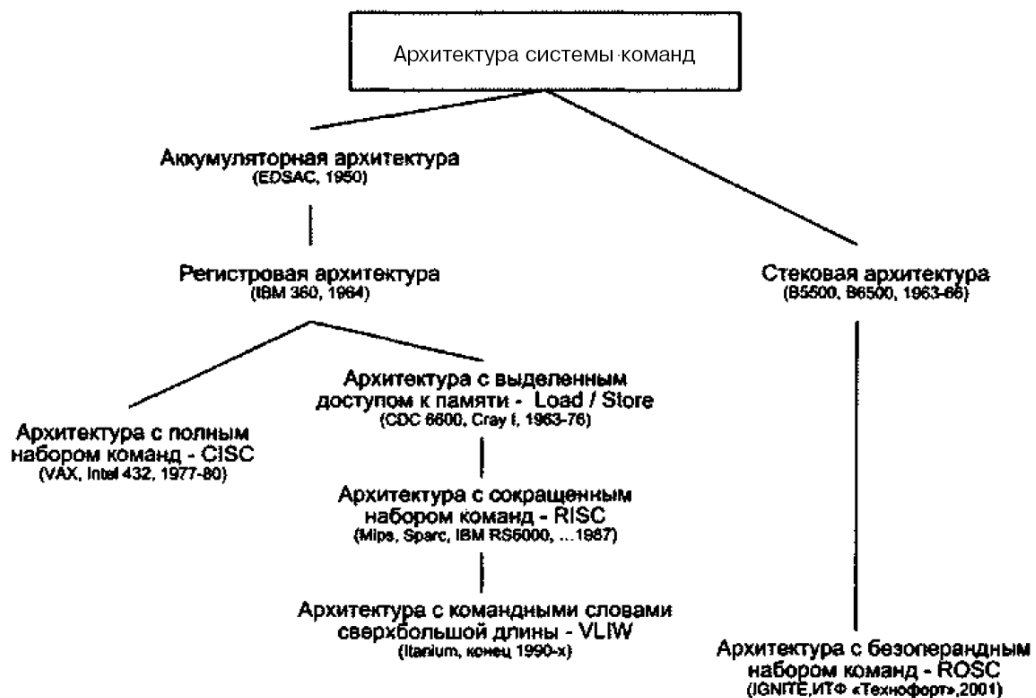 Архитектура системы команд
Аккумуляторная архитектура
(EDSAC, 1950)
Регистровая архитектура
(IBM 360, 1964)
Стековая архитектура
(B5500, B6500, 1963-66)
Архитектура с выделенным
доступом к памяти - Load / Store
(CDC 6600, Cray I, 1963-76)
Архитектура с полным
набором команд - CISC
(VAX, Intel 432, 1977-80)
Архитектура с сокращенным
набором команд - RISC
(Mips, Sparc, IBM RS6000, ...1987)
Архитектура с командными словами
сверхбольшой длины - VLIW
(Itanium, конец 1990-х)
Архитектура с безоперандным
набором команд - ROSC
(IGNITE,ИТФ «Технофорт»,2001)